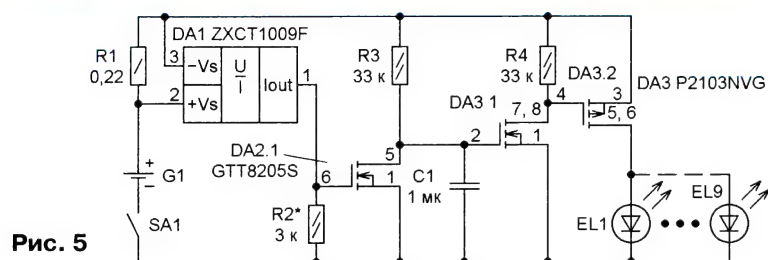 DA1 ZXCT1009F
R1
0,22
3
–Vs
2
+Vs
U
I
Iout
1
R3
33 к
R4
33 к
DA3.2
DA3 P2103NVG
4
3
5, 6
DA3 1
7, 8
2
1
DA2.1
GTT8205S
5
6
1
C1
1 мк
+
–
G1
SA1
R2*
3 к
EL1
EL9
Рис. 5